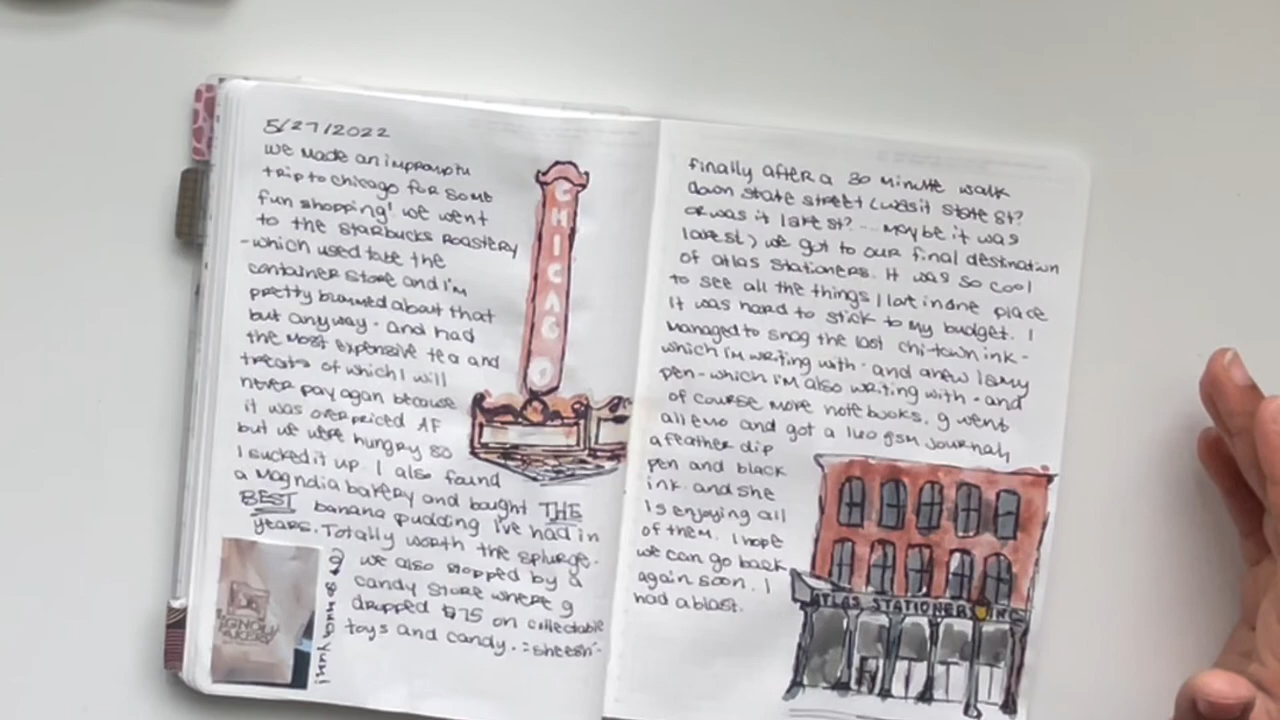 5/27/2022
we made an impromptu
trip to chicago for some
fun shopping! we went
to the starbucks roastery
-which used to be the
container store and i'm
pretty bummed about that
but anyway - and had
the most expensive tea and
treats of which I will
never pay again because
it was overpriced AF
but we were hungry so
I sucked it up. I also found
a Magnolia bakery and bought THE
BEST banana pudding I've had in
years. Totally worth the splurge.
we also stopped by a
candy store where g
dropped $75 on collectable
toys and candy. -sheesh-
so much yum!
MAGNOLIA
BAKERY
CHICAGO
finally after a 30 minute walk
down state street (was it state st?
or was it lake st? ... maybe it was
lake st) we got to our final destination
of atlas stationers. it was so cool
to see all the things I love in one place
it was hard to stick to my budget. I
managed to snag the last chi-town ink -
which i'm writing with - and a new lamy
pen - which i'm also writing with - and
of course more notebooks. g went
all emo and got a 160 gsm journal,
a feather dip
pen and black
ink. and she
is enjoying all
of them. I hope
we can go back
again soon. I
had a blast.
ATLAS STATIONERS INC